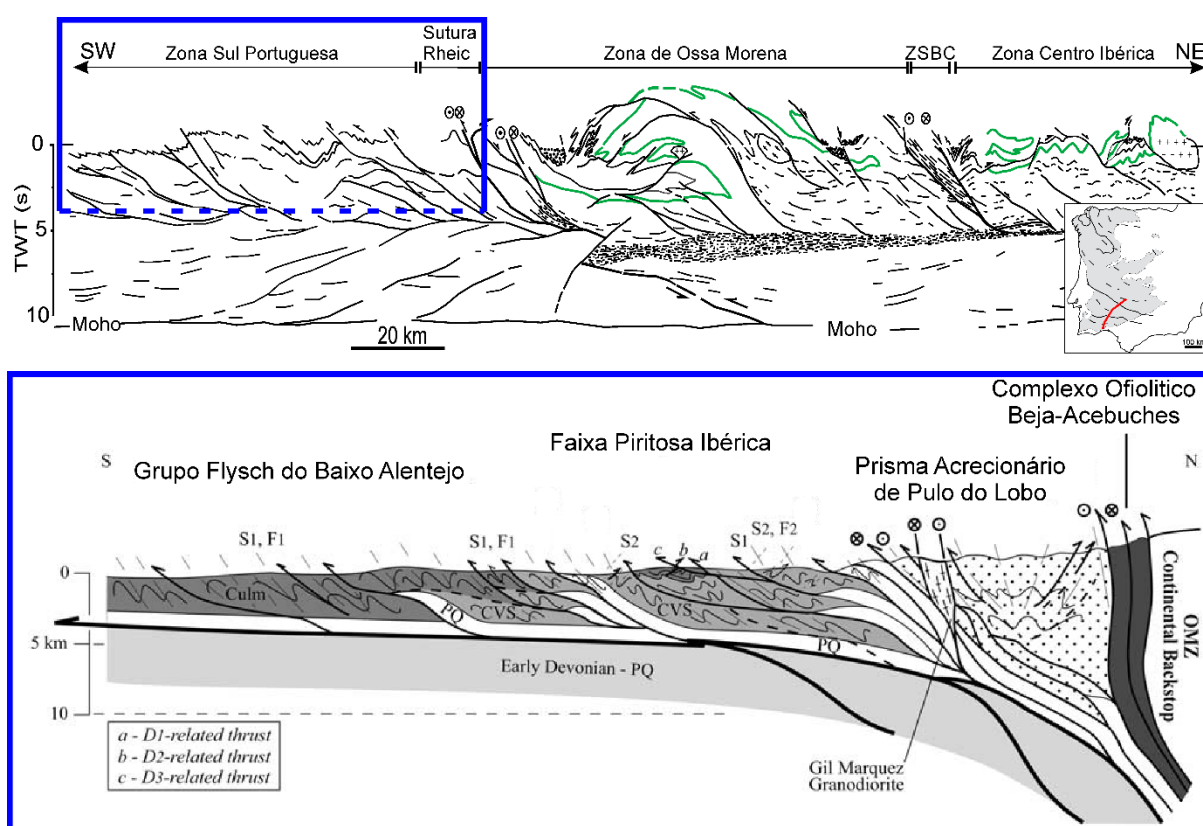 SW
Zona Sul Portuguesa
Sutura
Rheic
Zona de Ossa Morena
ZSBC
Zona Centro Ibérica
NE
0
5
10
TWT (s)
Moho
Moho
20 km
100 km
Complexo Ofiolitico
Beja-Acebuches
Faixa Piritosa Ibérica
S
Grupo Flysch do Baixo Alentejo
Prisma Acrecionário
de Pulo do Lobo
N
S1, F1
S1, F1
S2
c
b
a
S1
S2, F2
0
Culm
PQ
CVS
CVS
PQ
5 km
Early Devonian - PQ
10
OMZ
Continental Backstop
a - D1-related thrust
b - D2-related thrust
c - D3-related thrust
Gil Marquez
Granodiorite